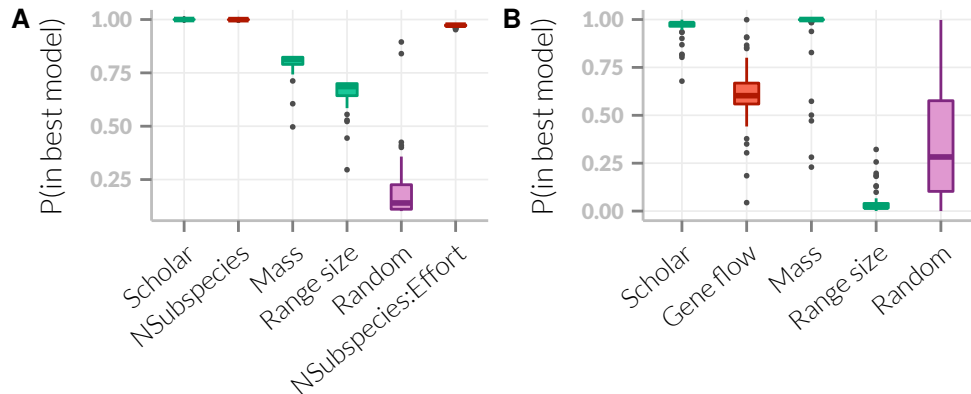 A
P(in best model)
1.00
0.75
0.50
0.25
Scholar
NSubspecies
Mass
Range size
Random
NSubspecies:Effort
B
P(in best model)
1.00
0.75
0.50
0.25
0.00
Scholar
Gene flow
Mass
Range size
Random